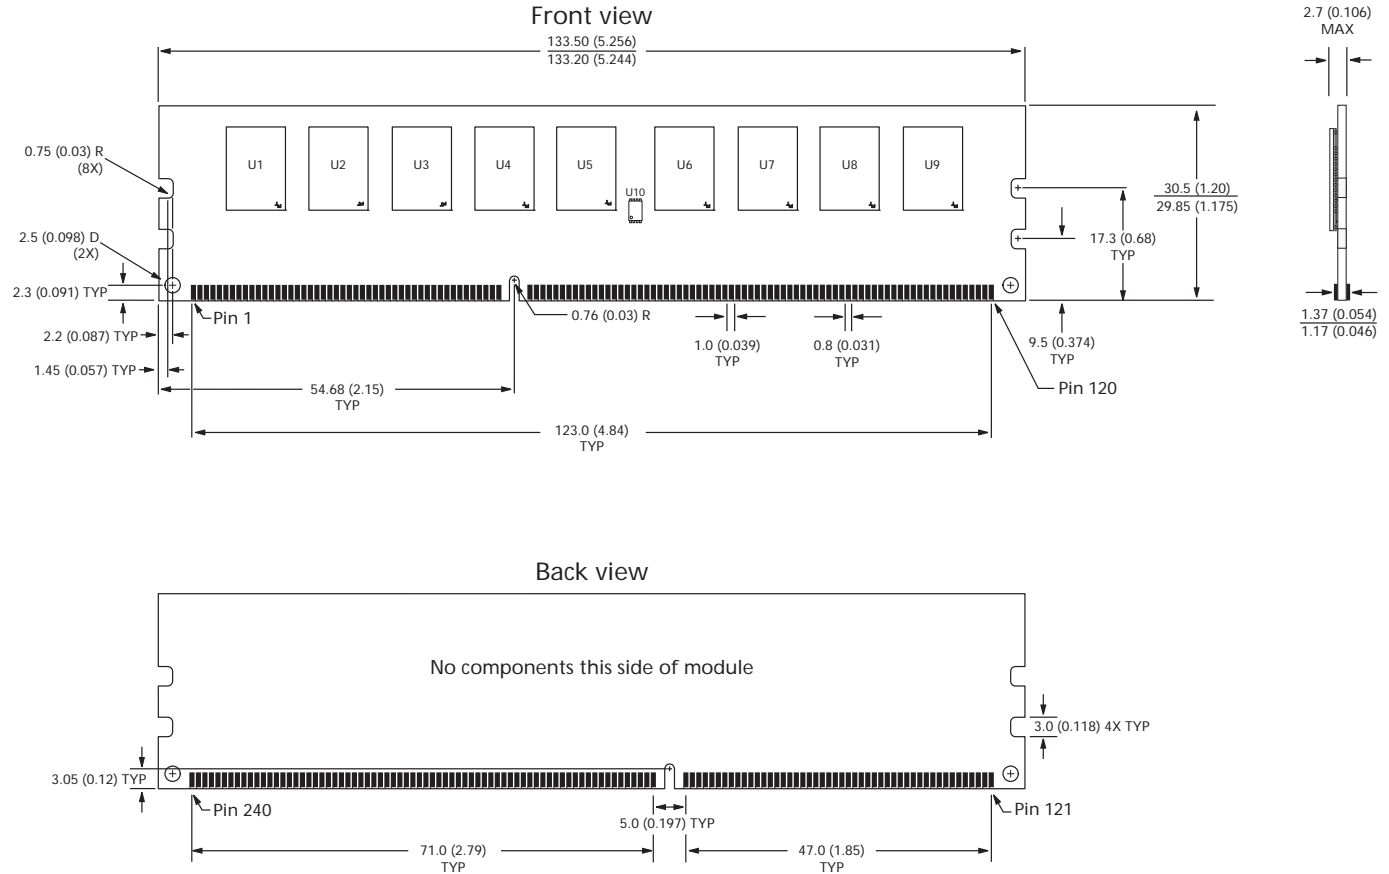 Front view
133.50 (5.256)
133.20 (5.244)
2.7 (0.106)
MAX
U1
U2
U3
U4
U5
U6
U7
U8
U9
U10
0.75 (0.03) R
(8X)
2.5 (0.098) D
(2X)
2.3 (0.091) TYP
2.2 (0.087) TYP
1.45 (0.057) TYP
Pin 1
54.68 (2.15)
TYP
123.0 (4.84)
TYP
0.76 (0.03) R
1.0 (0.039)
TYP
0.8 (0.031)
TYP
9.5 (0.374)
TYP
Pin 120
17.3 (0.68)
TYP
30.5 (1.20)
29.85 (1.175)
1.37 (0.054)
1.17 (0.046)
Back view
No components this side of module
3.0 (0.118) 4X TYP
3.05 (0.12) TYP
Pin 240
Pin 121
5.0 (0.197) TYP
71.0 (2.79)
TYP
47.0 (1.85)
TYP